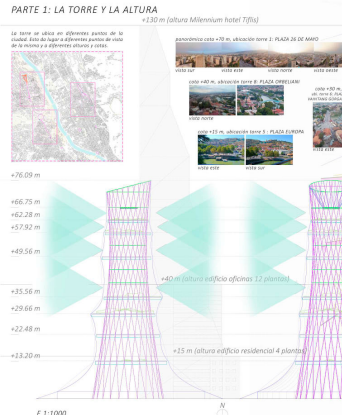 PARTE 1: LA TORRE Y LA ALTURA
+130 m (altura Millenium hotel Tiflis)
La torre se ubica en diferentes puntos de la
ciudad. Esto da lugar a diferentes puntos de vista
de la misma y a diferentes alturas y cotas.
panorámica cota +70 m, ubicación torre 1: PLAZA 26 DE MAYO
vista sur vista este vista norte vista oeste
cota +40 m, ubicación torre 8: PLAZA ORBELIANI
vista norte
cota +30 m,
vista este
cota +15 m, ubicación torre 5 : PLAZA EUROPA
vista este vista sur
+76.09 m
+66.75 m
+62.28 m
+57.92 m
+49.56 m
+40 m (altura edificio oficinas 12 plantas)
+35.56 m
+29.66 m
+22.48 m
+15 m (altura edificio residencial 4 plantas)
+13.20 m
N
E 1:1000